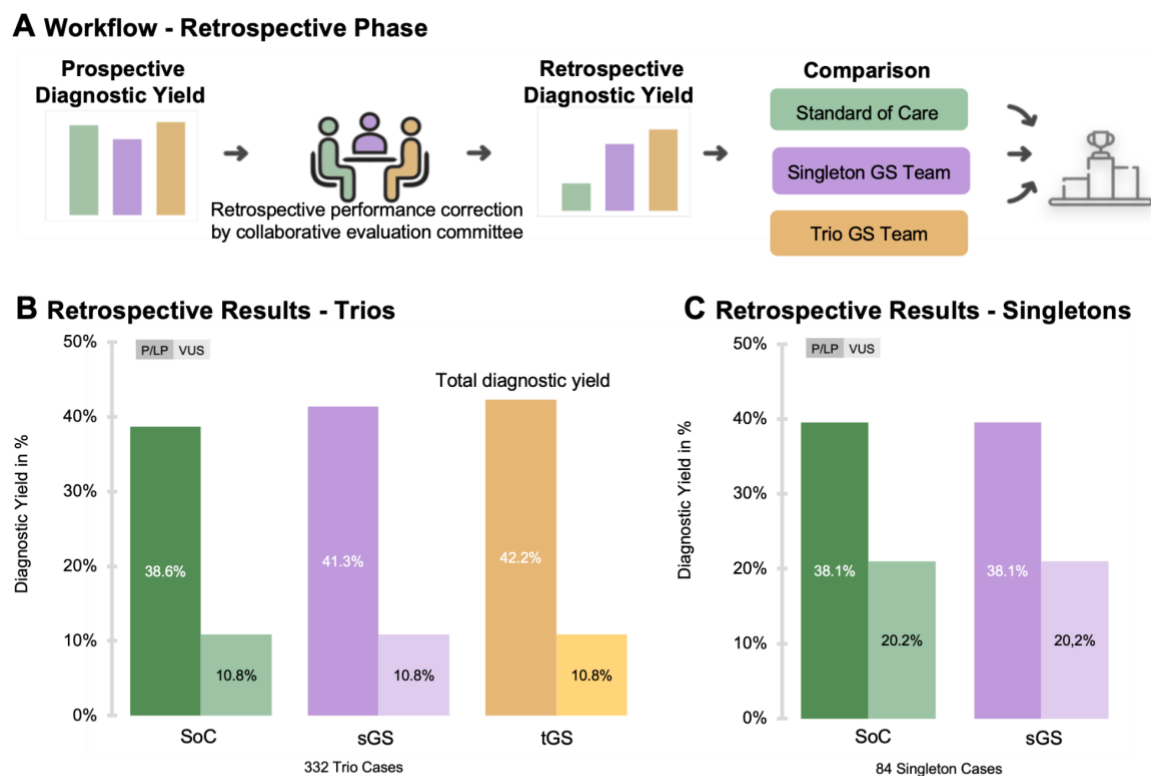 A Workflow - Retrospective Phase
Prospective
Diagnostic Yield
Retrospective performance correction
by collaborative evaluation committee
Retrospective
Diagnostic Yield
Comparison
Standard of Care
Singleton GS Team
Trio GS Team
B Retrospective Results - Trios
50%
40%
30%
20%
10%
0%
Diagnostic Yield in %
P/LP VUS
Total diagnostic yield
38.6%
10.8%
41.3%
10.8%
42.2%
10.8%
SoC
sGS
tGS
332 Trio Cases
C Retrospective Results - Singletons
50%
40%
30%
20%
10%
0%
Diagnostic Yield in %
P/LP VUS
38.1%
20.2%
38.1%
20,2%
SoC
sGS
84 Singleton Cases